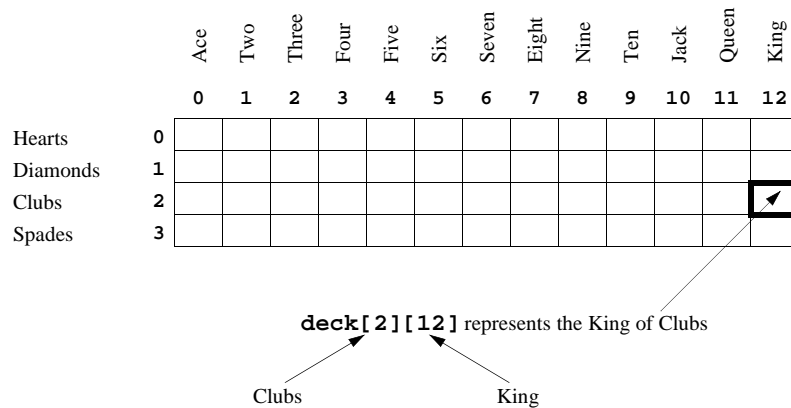 Ace Two Three Four Five Six Seven Eight Nine Ten Jack Queen King
0 1 2 3 4 5 6 7 8 9 10 11 12
Hearts 0
Diamonds 1
Clubs 2
Spades 3
deck[2][12] represents the King of Clubs
Clubs King